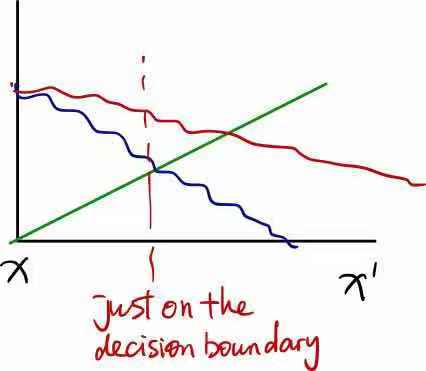 x
x'
just on the
decision boundary